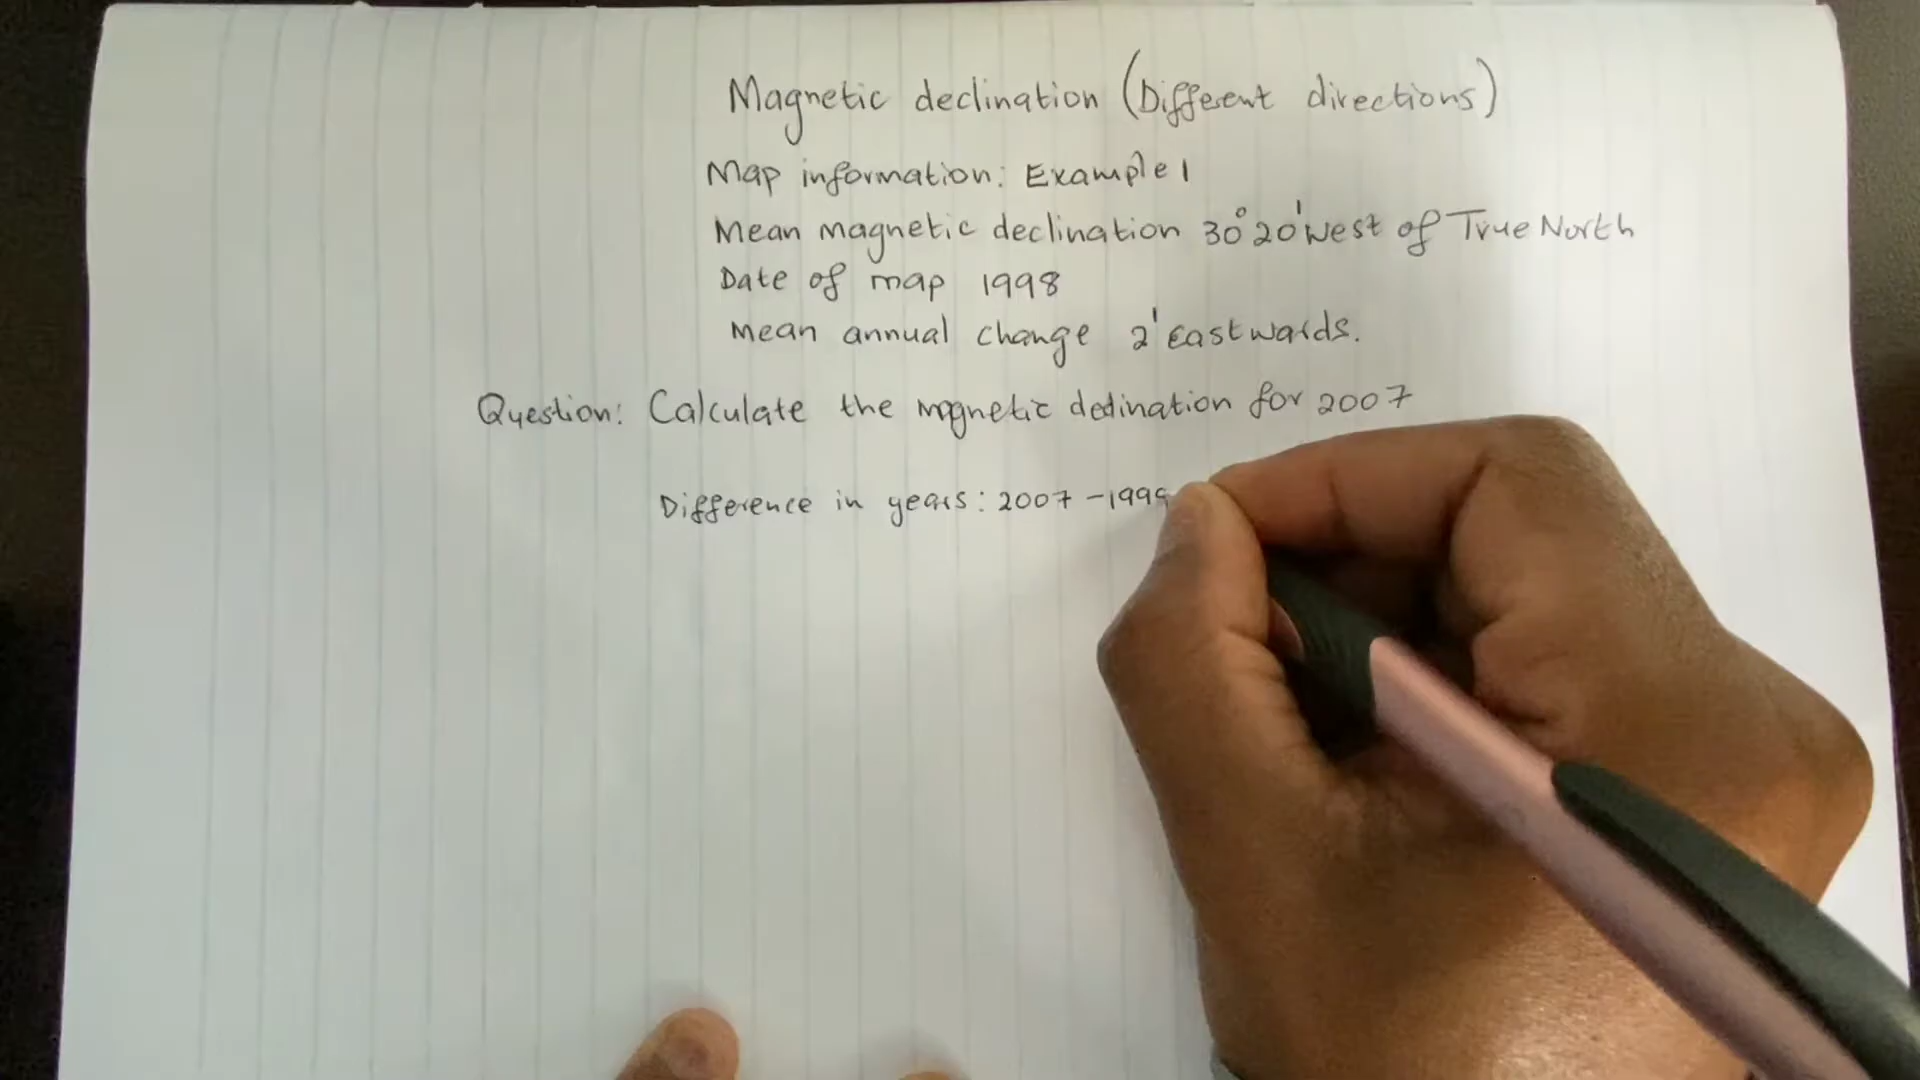 Magnetic declination (Different directions)
Map information: Example 1
Mean magnetic declination 30° 20' West of True North
Date of map 1998
Mean annual change 2' Eastwards.
Question: Calculate the magnetic declination for 2007
Difference in years: 2007 -199